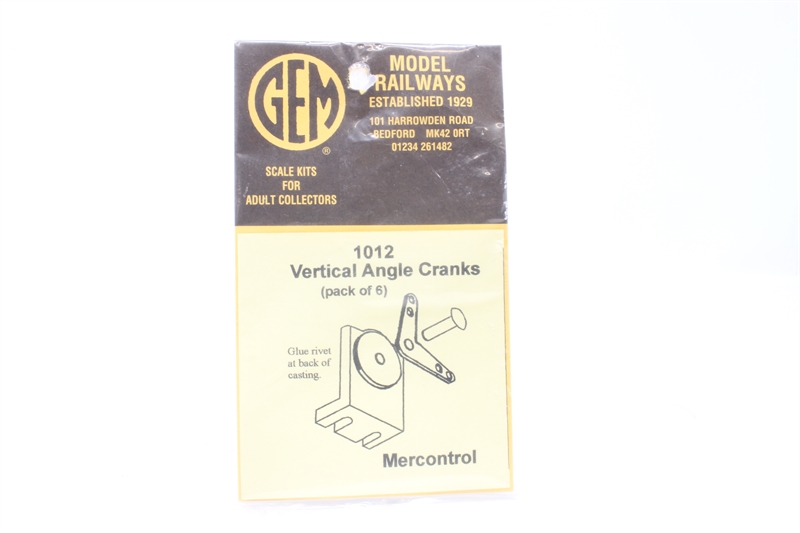 GEM
®
SCALE KITS
FOR
ADULT COLLECTORS
MODEL
RAILWAYS
ESTABLISHED 1929
101 HARROWDEN ROAD
BEDFORD MK42 0RT
01234 261482
1012
Vertical Angle Cranks
(pack of 6)
Glue rivet
at back of
casting.
Mercontrol